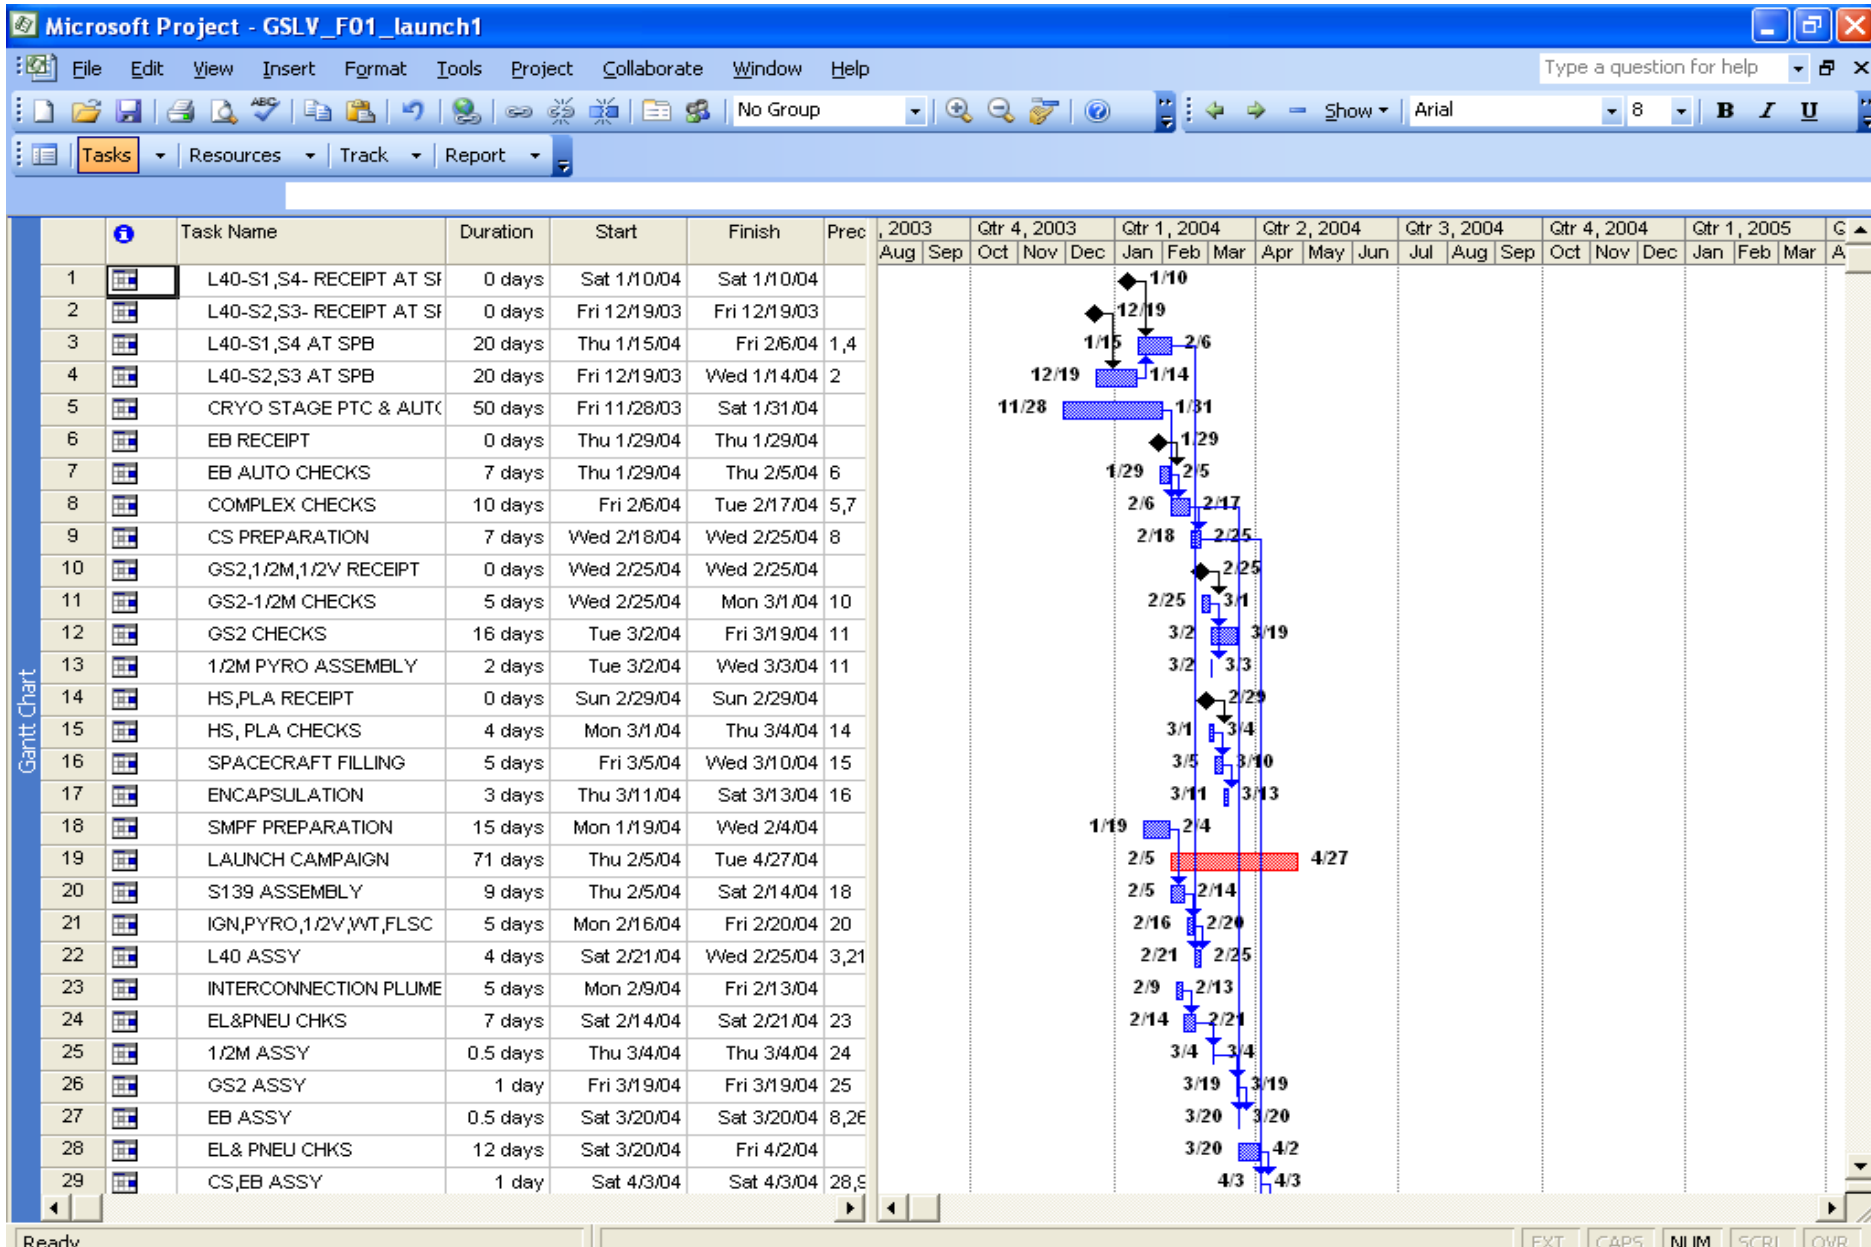 Microsoft Project - GSLV_F01_launch1
File Edit View Insert Format Tools Project Collaborate Window Help Type a question for help
ABC No Group Show Arial 8 B I U
Tasks Resources Track Report
Task Name Duration Start Finish Prec , 2003 Qtr 4, 2003 Qtr 1, 2004 Qtr 2, 2004 Qtr 3, 2004 Qtr 4, 2004 Qtr 1, 2005
Aug Sep Oct Nov Dec Jan Feb Mar Apr May Jun Jul Aug Sep Oct Nov Dec Jan Feb Mar A
1 L40-S1,S4- RECEIPT AT SF 0 days Sat 1/10/04 Sat 1/10/04 1/10
2 L40-S2,S3- RECEIPT AT SF 0 days Fri 12/19/03 Fri 12/19/03 12/19
3 L40-S1,S4 AT SPB 20 days Thu 1/15/04 Fri 2/6/04 1,4 1/15 2/6
4 L40-S2,S3 AT SPB 20 days Fri 12/19/03 Wed 1/14/04 2 12/19 1/14
5 CRYO STAGE PTC & AUTO 50 days Fri 11/28/03 Sat 1/31/04 11/28 1/31
6 EB RECEIPT 0 days Thu 1/29/04 Thu 1/29/04 1/29
7 EB AUTO CHECKS 7 days Thu 1/29/04 Thu 2/5/04 6 1/29 2/5
8 COMPLEX CHECKS 10 days Fri 2/6/04 Tue 2/17/04 5,7 2/6 2/17
9 CS PREPARATION 7 days Wed 2/18/04 Wed 2/25/04 8 2/18 2/25
10 GS2,1/2M,1/2V RECEIPT 0 days Wed 2/25/04 Wed 2/25/04 2/25
11 GS2-1/2M CHECKS 5 days Wed 2/25/04 Mon 3/1/04 10 2/25 3/1
12 GS2 CHECKS 16 days Tue 3/2/04 Fri 3/19/04 11 3/2 3/19
13 1/2M PYRO ASSEMBLY 2 days Tue 3/2/04 Wed 3/3/04 11 3/2 3/3
14 HS,PLA RECEIPT 0 days Sun 2/29/04 Sun 2/29/04 2/29
15 HS, PLA CHECKS 4 days Mon 3/1/04 Thu 3/4/04 14 3/1 3/4
16 SPACECRAFT FILLING 5 days Fri 3/5/04 Wed 3/10/04 15 3/5 3/10
17 ENCAPSULATION 3 days Thu 3/11/04 Sat 3/13/04 16 3/11 3/13
18 SMPF PREPARATION 15 days Mon 1/19/04 Wed 2/4/04 1/19 2/4
19 LAUNCH CAMPAIGN 71 days Thu 2/5/04 Tue 4/27/04 2/5 4/27
20 S139 ASSEMBLY 9 days Thu 2/5/04 Sat 2/14/04 18 2/5 2/14
21 IGN,PYRO,1/2V,WT,FLSC 5 days Mon 2/16/04 Fri 2/20/04 20 2/16 2/20
22 L40 ASSY 4 days Sat 2/21/04 Wed 2/25/04 3,21 2/21 2/25
23 INTERCONNECTION PLUME 5 days Mon 2/9/04 Fri 2/13/04 2/9 2/13
24 EL&PNEU CHKS 7 days Sat 2/14/04 Sat 2/21/04 23 2/14 2/21
25 1/2M ASSY 0.5 days Thu 3/4/04 Thu 3/4/04 24 3/4 3/4
26 GS2 ASSY 1 day Fri 3/19/04 Fri 3/19/04 25 3/19 3/19
27 EB ASSY 0.5 days Sat 3/20/04 Sat 3/20/04 8,26 3/20 3/20
28 EL& PNEU CHKS 12 days Sat 3/20/04 Fri 4/2/04 3/20 4/2
29 CS,EB ASSY 1 day Sat 4/3/04 Sat 4/3/04 28,9 4/3 4/3
Gantt Chart
Ready EXT CAPS NUM SCRL OVR